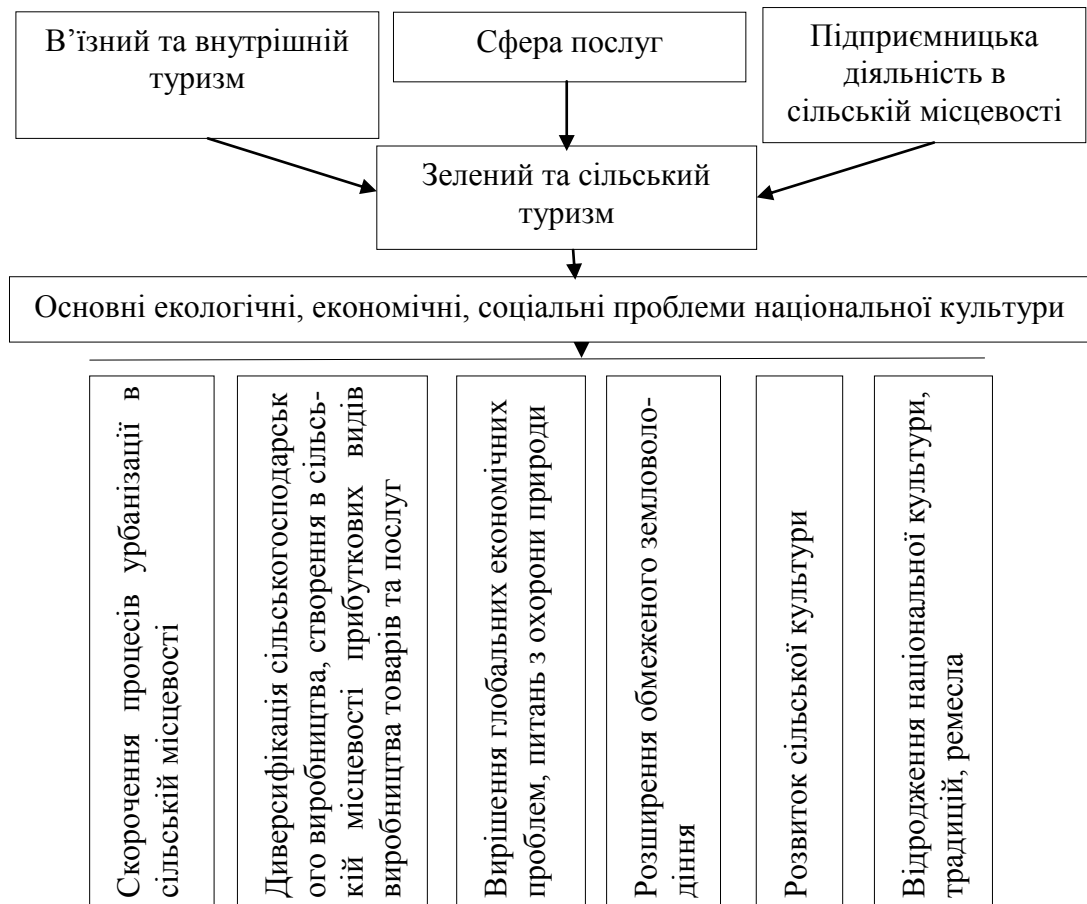 В’їзний та внутрішній
туризм
Сфера послуг
Підприємницька
діяльність в
сільській місцевості
Зелений та сільський
туризм
Основні екологічні, економічні, соціальні проблеми національної культури
Скорочення процесів урбанізації в
сільській місцевості
Диверсифікація сільськогосподарськ
ого виробництва, створення в сільсь-
кій місцевості прибуткових видів
виробництва товарів та послуг
Вирішення глобальних економічних
проблем, питань з охорони природи
Розширення обмеженого земловоло-
діння
Розвиток сільської культури
Відродження національної культури,
традицій, ремесла